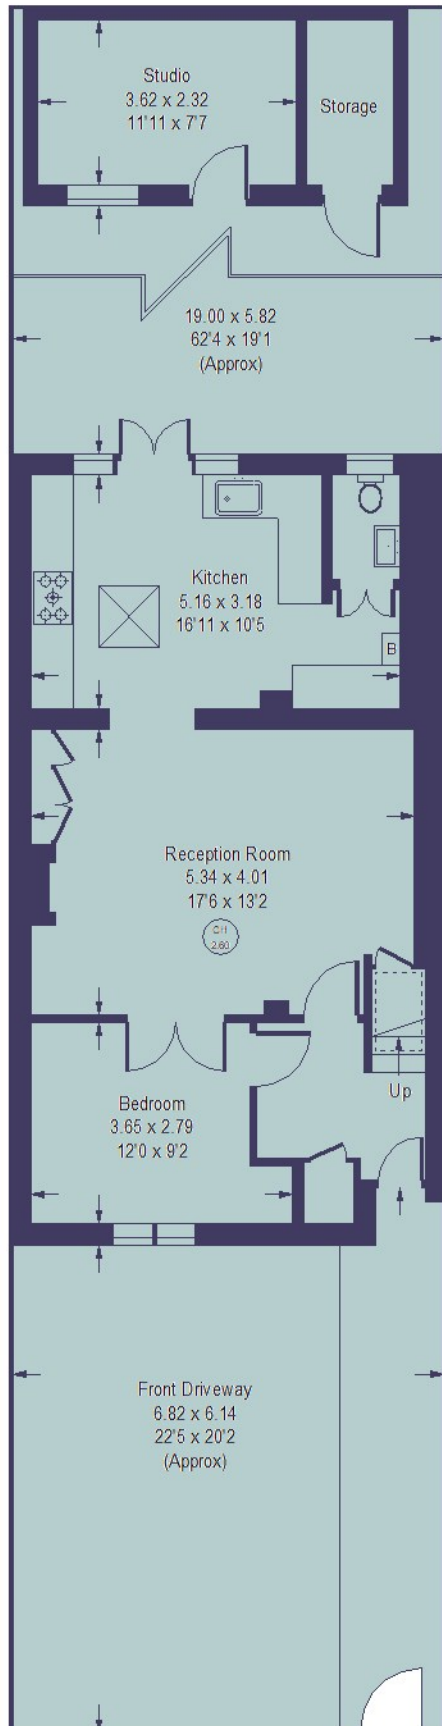 Studio
3.62 x 2.32
11'11 x 7'7
Storage
19.00 x 5.82
62'4 x 19'1
(Approx)
Kitchen
5.16 x 3.18
16'11 x 10'5
B
Reception Room
5.34 x 4.01
17'6 x 13'2
CH
2.60
Up
Bedroom
3.65 x 2.79
12'0 x 9'2
Front Driveway
6.82 x 6.14
22'5 x 20'2
(Approx)